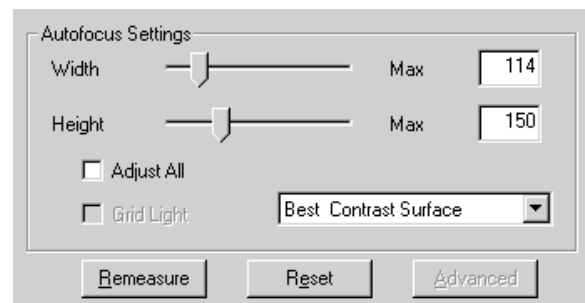 Autofocus Settings
Width Max 114
Height Max 150
Adjust All
Grid Light Best Contrast Surface
Remeasure Reset Advanced